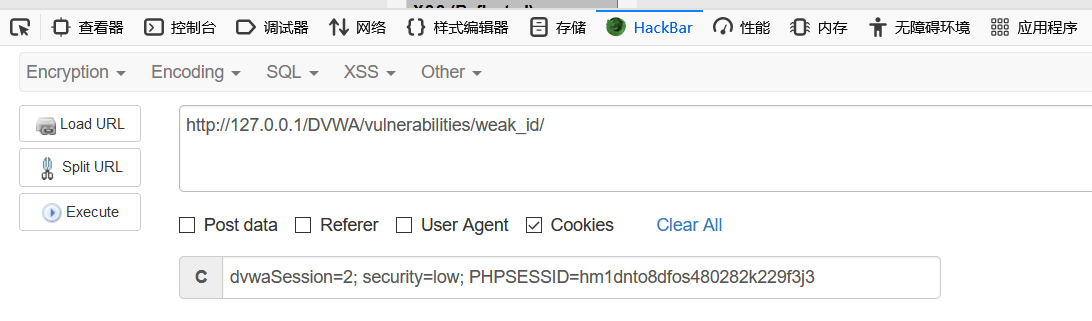 查看器 控制台 调试器 网络 {} 样式编辑器 存储 HackBar 性能 内存 无障碍环境 应用程序
Encryption Encoding SQL XSS Other
Load URL
http://127.0.0.1/DVWA/vulnerabilities/weak_id/
Split URL
Execute
Post data Referer User Agent Cookies Clear All
C dvwaSession=2; security=low; PHPSESSID=hm1dnto8dfos480282k229f3j3